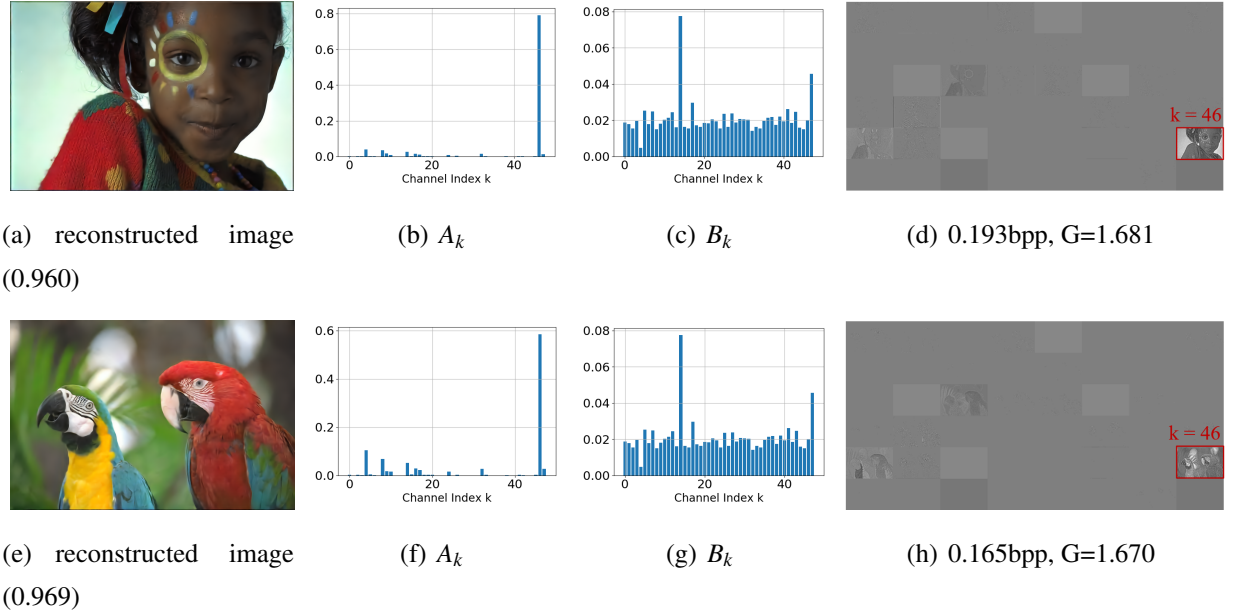 0.8
0.6
0.4
0.2
0.0
0 20 40
Channel Index k
0.08
0.06
0.04
0.02
0.00
0 20 40
Channel Index k
k = 46
(a) reconstructed image
(0.960)
(b) A_k
(c) B_k
(d) 0.193bpp, G=1.681
0.6
0.4
0.2
0.0
0 20 40
Channel Index k
0.08
0.06
0.04
0.02
0.00
0 20 40
Channel Index k
k = 46
(e) reconstructed image
(0.969)
(f) A_k
(g) B_k
(h) 0.165bpp, G=1.670